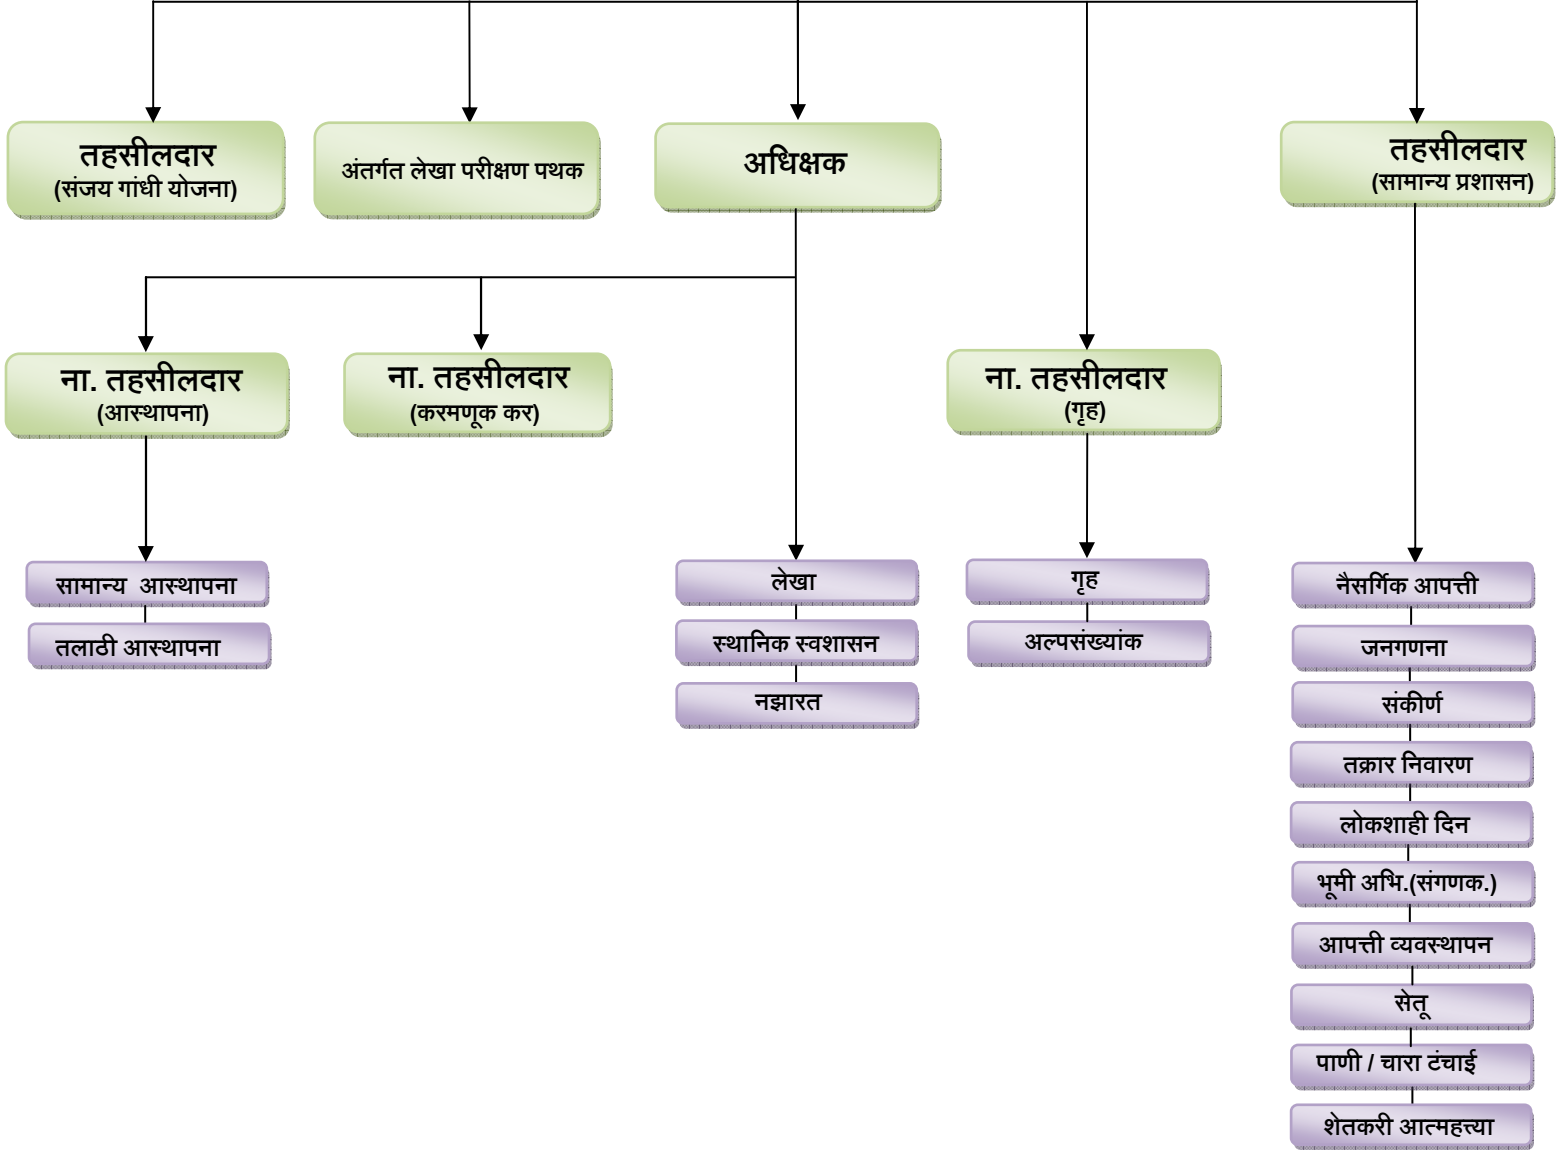 तहसीलदार
(संजय गांधी योजना)
अंतर्गत लेखा परीक्षण पथक
अधिक्षक
तहसीलदार
(सामान्य प्रशासन)
ना. तहसीलदार
(आस्थापना)
ना. तहसीलदार
(करमणूक कर)
ना. तहसीलदार
(गृह)
सामान्य आस्थापना
तलाठी आस्थापना
लेखा
स्थानिक स्वशासन
नझारत
गृह
अल्पसंख्यांक
नैसर्गिक आपत्ती
जनगणना
संकीर्ण
तक्रार निवारण
लोकशाही दिन
भूमी अभि.(संगणक.)
आपत्ती व्यवस्थापन
सेतू
पाणी / चारा टंचाई
शेतकरी आत्महत्त्या